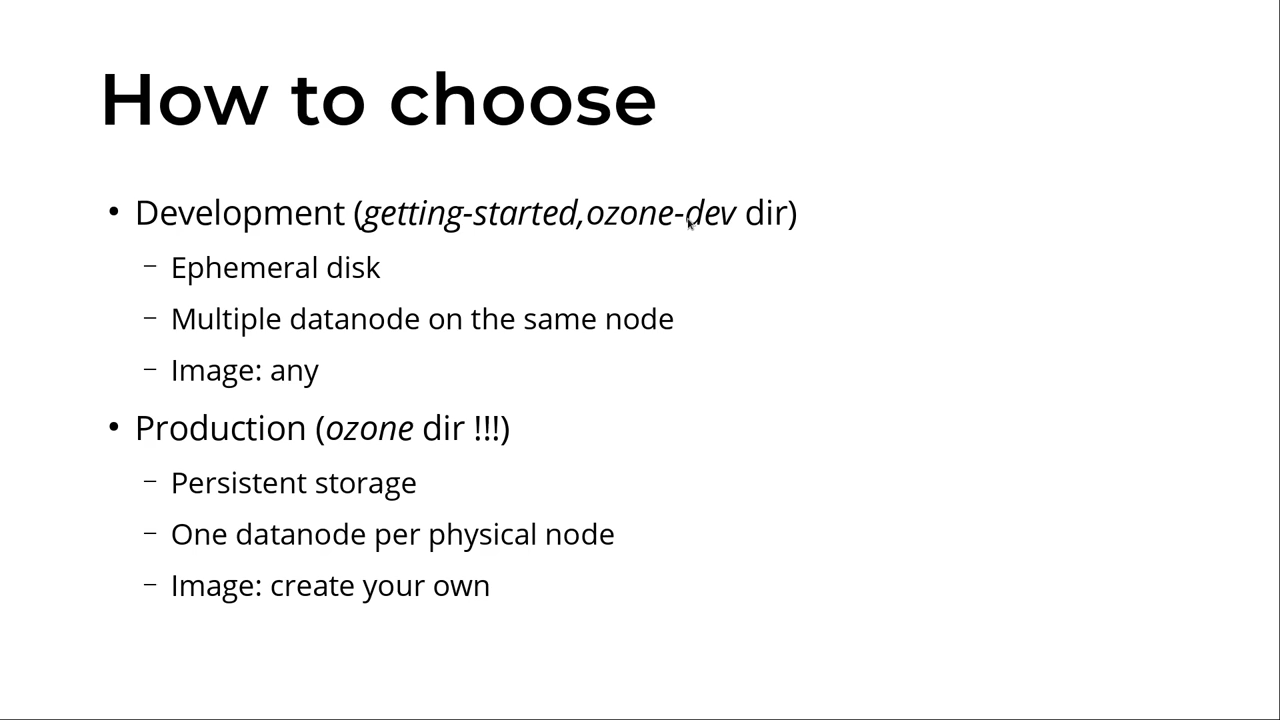 How to choose
• Development (getting-started,ozone-dev dir)
– Ephemeral disk
– Multiple datanode on the same node
– Image: any
• Production (ozone dir !!!)
– Persistent storage
– One datanode per physical node
– Image: create your own